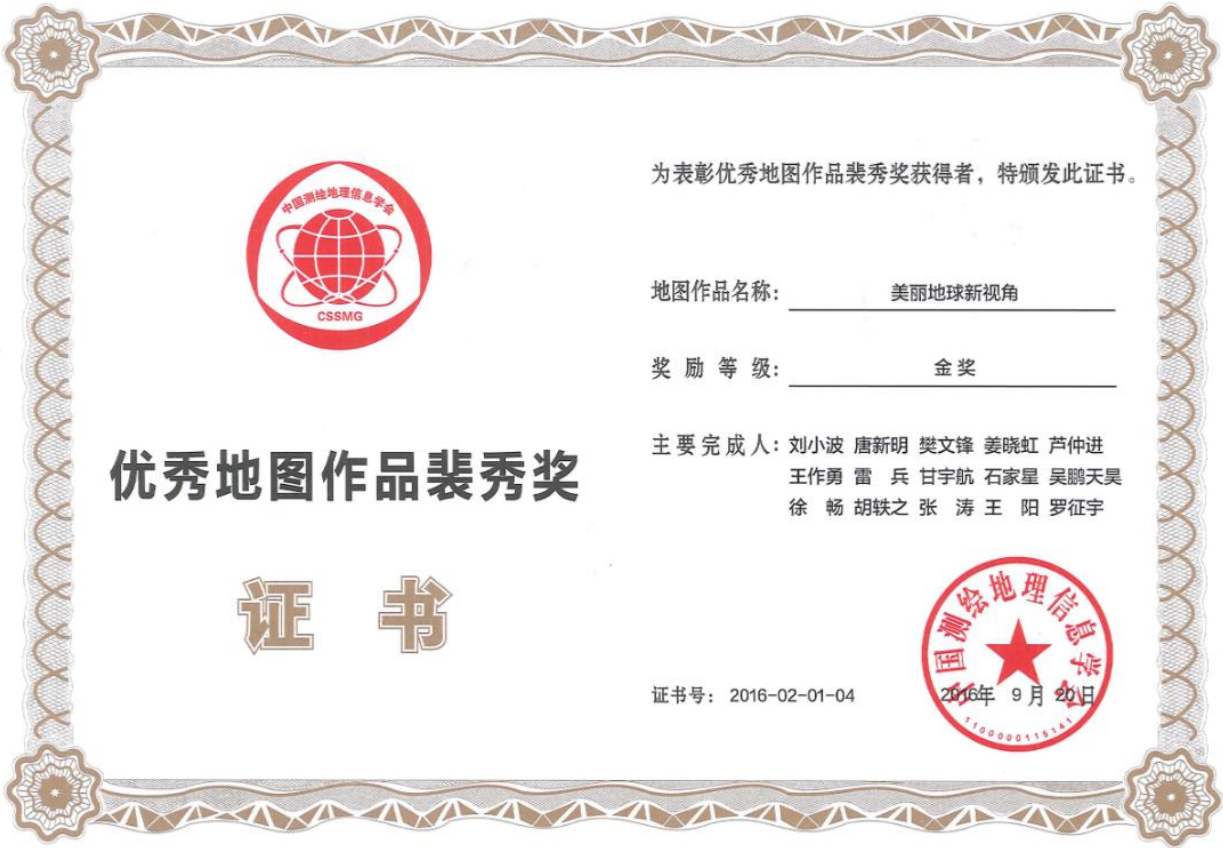 中国测绘地理信息学会
CSSMG
优秀地图作品裴秀奖
证书
为表彰优秀地图作品裴秀奖获得者，特颁发此证书。
地图作品名称： 美丽地球新视角
奖励等级： 金奖
主要完成人： 刘小波 唐新明 樊文锋 姜晓虹 芦仲进
王作勇 雷 兵 甘宇航 石家星 吴鹏天昊
徐 畅 胡轶之 张 涛 王 阳 罗征宇
证书号： 2016-02-01-04
2016年 9月 20日
中国测绘地理信息学会
1100000115141